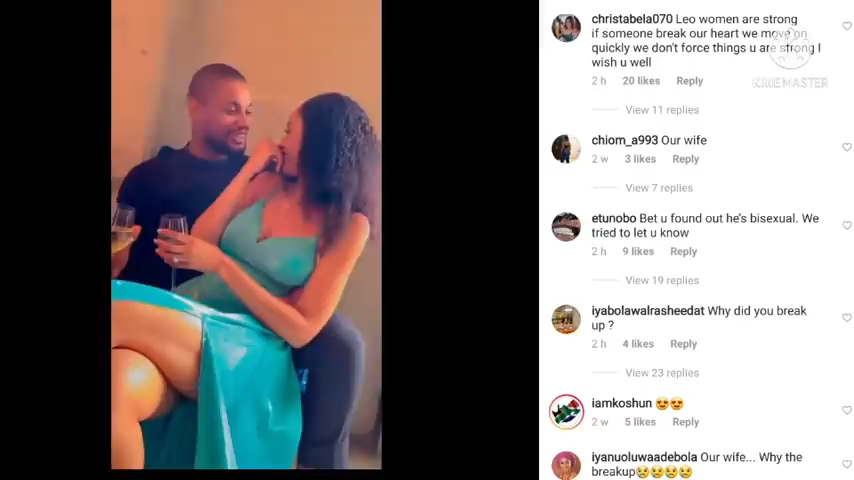 christabela070 Leo women are strong
if someone break our heart we move on
quickly we don't force things u are strong I
wish u well
2 h 20 likes Reply
View 11 replies
KINEMASTER
chiom_a993 Our wife
2 w 3 likes Reply
View 7 replies
etunobo Bet u found out he's bisexual. We
tried to let u know
2 h 9 likes Reply
View 19 replies
iyabolawalrasheedat Why did you break
up ?
2 h 4 likes Reply
View 23 replies
iamkoshun 😍😍
2 w 5 likes Reply
iyanuoluwaadebola Our wife... Why the
breakup😢😢😢😢